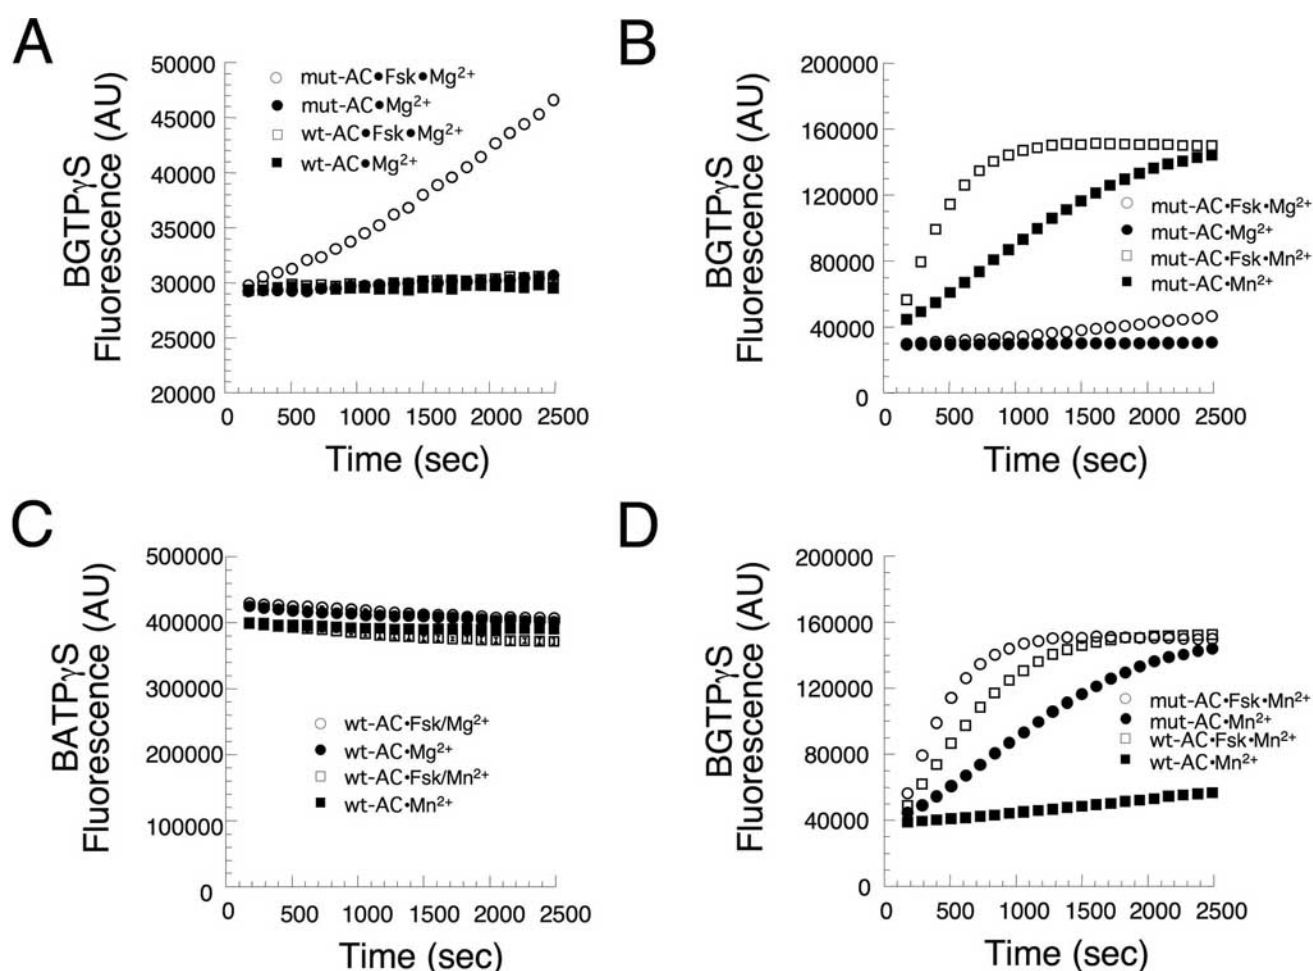 A
BGTPγS
Fluorescence (AU)
50000
45000
40000
35000
30000
25000
20000
mut-AC•Fsk•Mg²⁺
mut-AC•Mg²⁺
wt-AC•Fsk•Mg²⁺
wt-AC•Mg²⁺
0 500 1000 1500 2000 2500
Time (sec)
B
BGTPγS
Fluorescence (AU)
200000
160000
120000
80000
40000
0
mut-AC•Fsk•Mg²⁺
mut-AC•Mg²⁺
mut-AC•Fsk•Mn²⁺
mut-AC•Mn²⁺
0 500 1000 1500 2000 2500
Time (sec)
C
BATPγS
Fluorescence (AU)
500000
400000
300000
200000
100000
0
wt-AC•Fsk/Mg²⁺
wt-AC•Mg²⁺
wt-AC•Fsk/Mn²⁺
wt-AC•Mn²⁺
0 500 1000 1500 2000 2500
Time (sec)
D
BGTPγS
Fluorescence (AU)
200000
160000
120000
80000
40000
0
mut-AC•Fsk•Mn²⁺
mut-AC•Mn²⁺
wt-AC•Fsk•Mn²⁺
wt-AC•Mn²⁺
0 500 1000 1500 2000 2500
Time (sec)